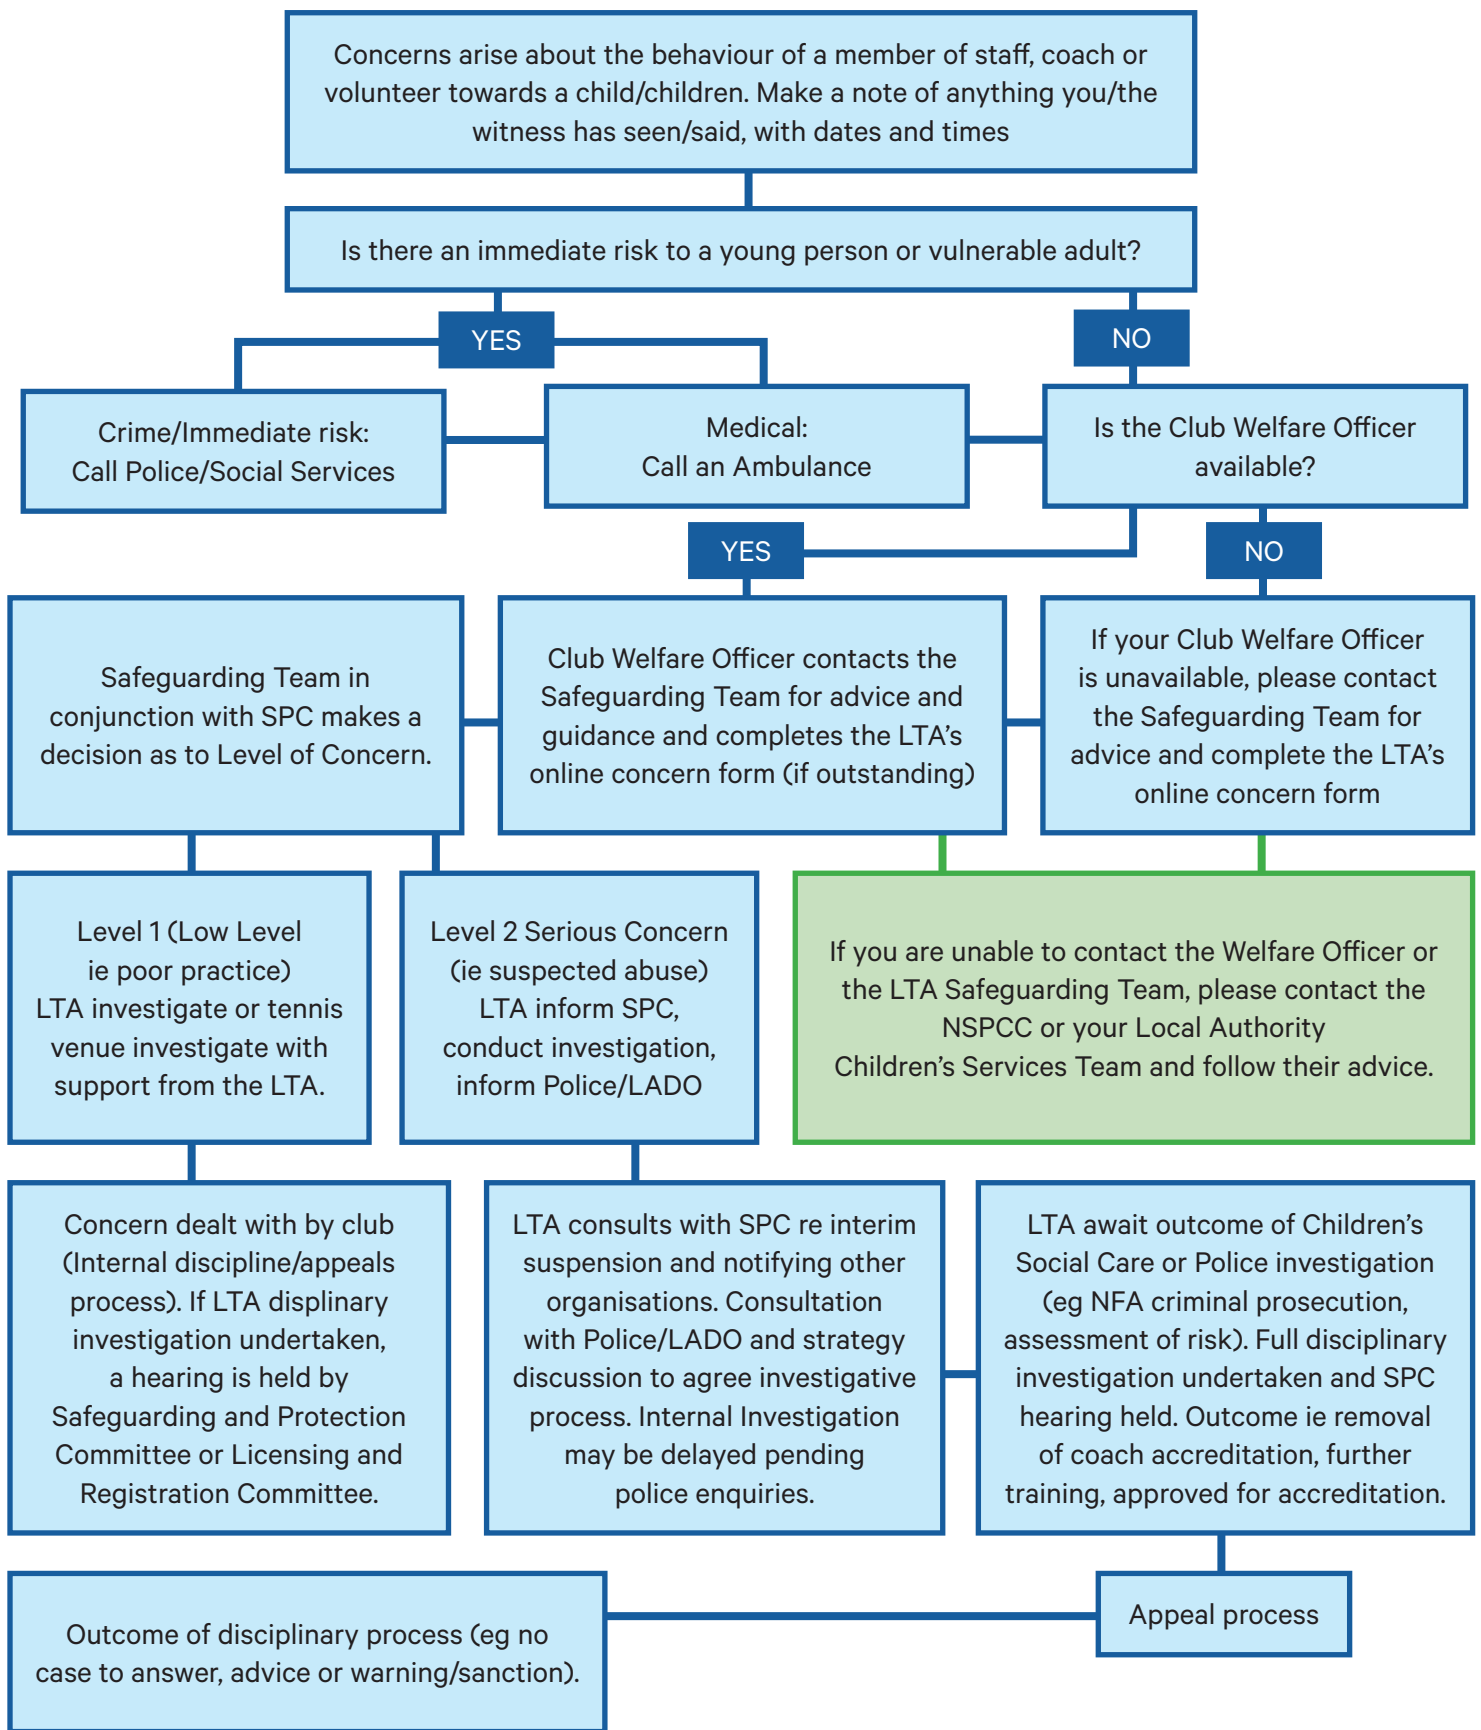 Concerns arise about the behaviour of a member of staff, coach or
volunteer towards a child/children. Make a note of anything you/the
witness has seen/said, with dates and times
Is there an immediate risk to a young person or vulnerable adult?
YES
NO
Crime/Immediate risk:
Call Police/Social Services
Medical:
Call an Ambulance
Is the Club Welfare Officer
available?
YES
NO
Safeguarding Team in
conjunction with SPC makes a
decision as to Level of Concern.
Club Welfare Officer contacts the
Safeguarding Team for advice and
guidance and completes the LTA's
online concern form (if outstanding)
If your Club Welfare Officer
is unavailable, please contact
the Safeguarding Team for
advice and complete the LTA's
online concern form
Level 1 (Low Level
ie poor practice)
LTA investigate or tennis
venue investigate with
support from the LTA.
Level 2 Serious Concern
(ie suspected abuse)
LTA inform SPC,
conduct investigation,
inform Police/LADO
If you are unable to contact the Welfare Officer or
the LTA Safeguarding Team, please contact the
NSPCC or your Local Authority
Children's Services Team and follow their advice.
Concern dealt with by club
(Internal discipline/appeals
process). If LTA displinary
investigation undertaken,
a hearing is held by
Safeguarding and Protection
Committee or Licensing and
Registration Committee.
LTA consults with SPC re interim
suspension and notifying other
organisations. Consultation
with Police/LADO and strategy
discussion to agree investigative
process. Internal Investigation
may be delayed pending
police enquiries.
LTA await outcome of Children's
Social Care or Police investigation
(eg NFA criminal prosecution,
assessment of risk). Full disciplinary
investigation undertaken and SPC
hearing held. Outcome ie removal
of coach accreditation, further
training, approved for accreditation.
Appeal process
Outcome of disciplinary process (eg no
case to answer, advice or warning/sanction).